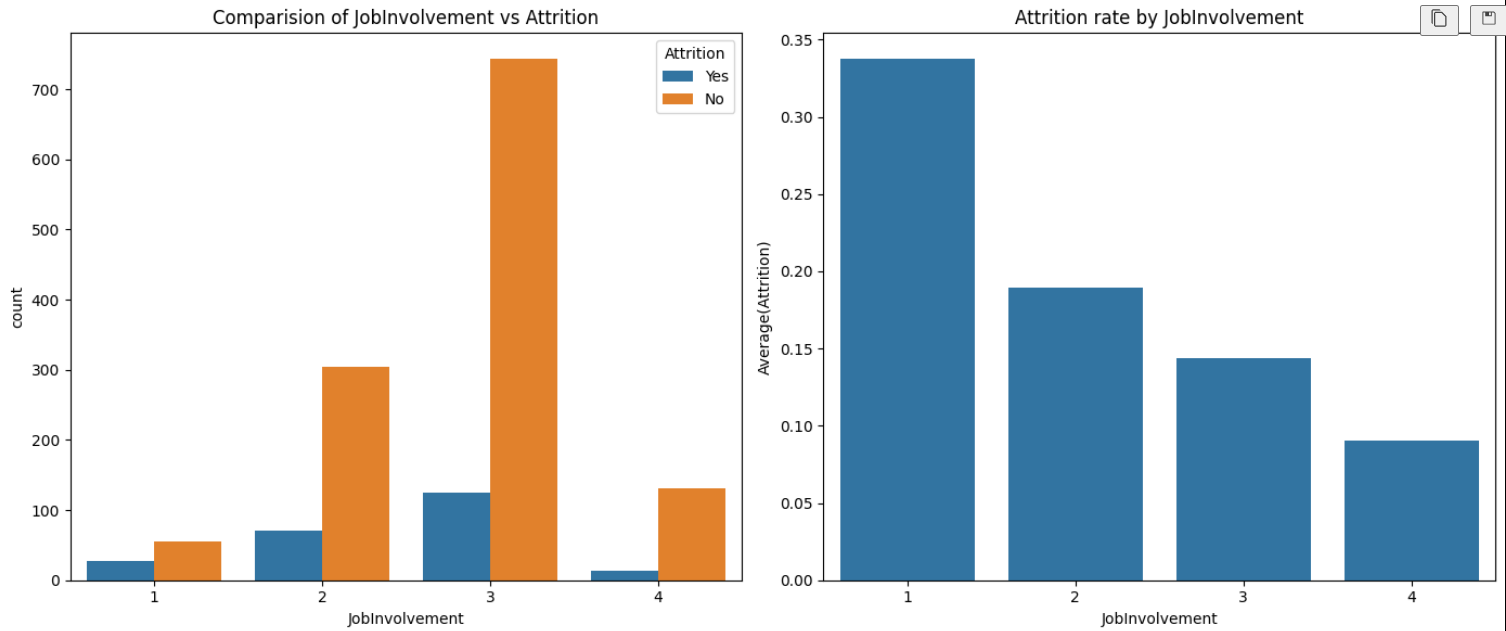 Comparision of JobInvolvement vs Attrition
Attrition
Yes
No
700
600
500
400
300
200
100
0
count
1 2 3 4
JobInvolvement
Attrition rate by JobInvolvement
0.35
0.30
0.25
0.20
0.15
0.10
0.05
0.00
Average(Attrition)
1 2 3 4
JobInvolvement